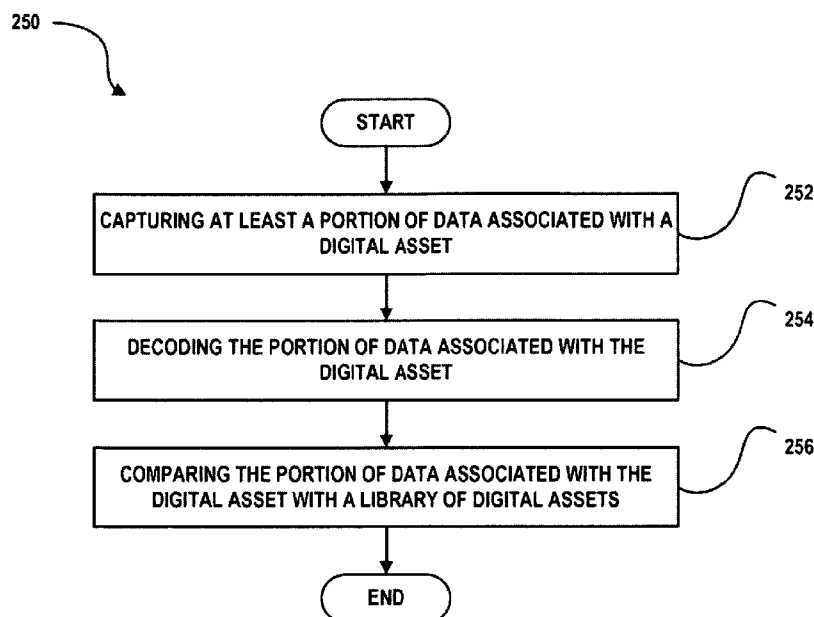 250
START
CAPTURING AT LEAST A PORTION OF DATA ASSOCIATED WITH A
DIGITAL ASSET
252
DECODING THE PORTION OF DATA ASSOCIATED WITH THE
DIGITAL ASSET
254
COMPARING THE PORTION OF DATA ASSOCIATED WITH THE
DIGITAL ASSET WITH A LIBRARY OF DIGITAL ASSETS
256
END